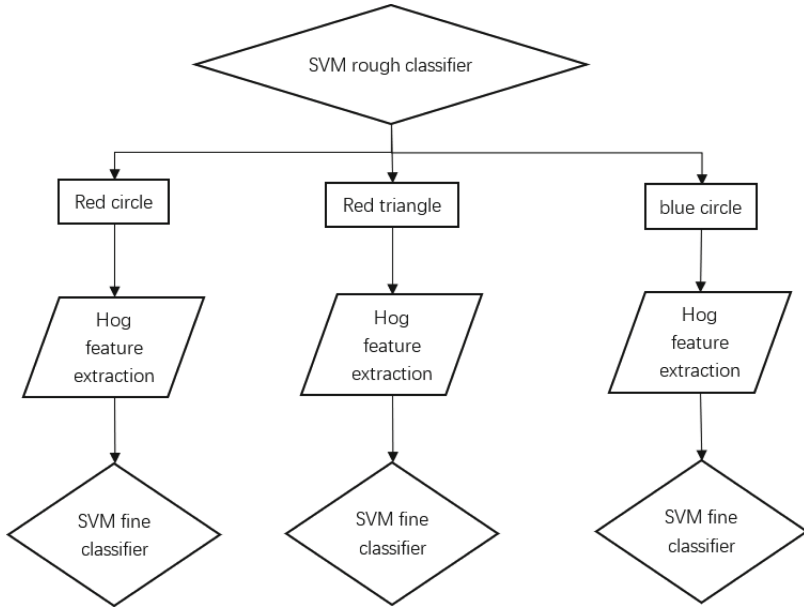 SVM rough classifier
Red circle
Red triangle
blue circle
Hog
feature
extraction
Hog
feature
extraction
Hog
feature
extraction
SVM fine
classifier
SVM fine
classifier
SVM fine
classifier